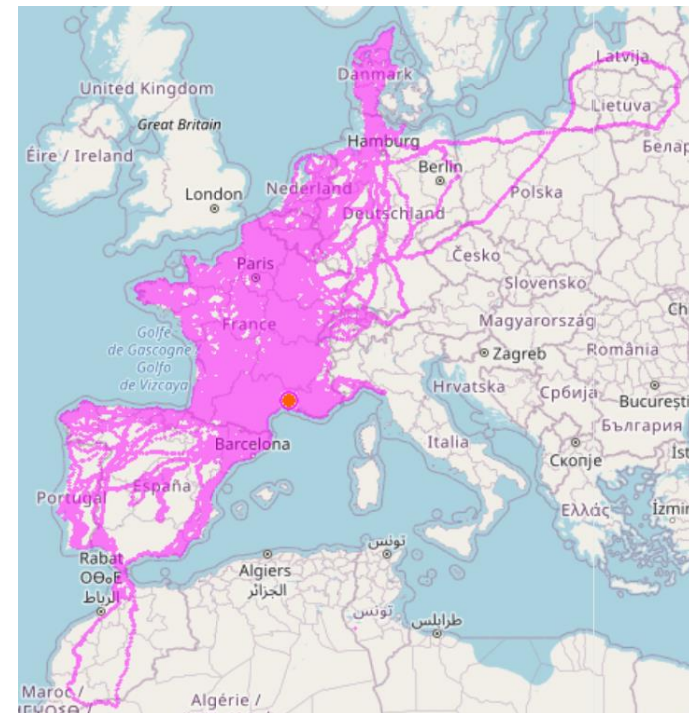 Latvija
Danmark
United Kingdom
Lietuva
Great Britain
Hamburg
Éire / Ireland
Белар
Berlin
London
Nederland
Polska
Deutschland
Paris
Česko
Slovensko
France
Magyarország
Golfe
de Gascogne
Golfo
de Vizcaya
Zagreb
România
Hrvatska
Србија
București
България
Barcelona
Italia
Скопје
İst
Portugal
España
Ελλάς
İzmir
تونس
Rabat
الرباط
Algiers
الجزائر
تونس
طرابلس
Maroc /
Algérie /